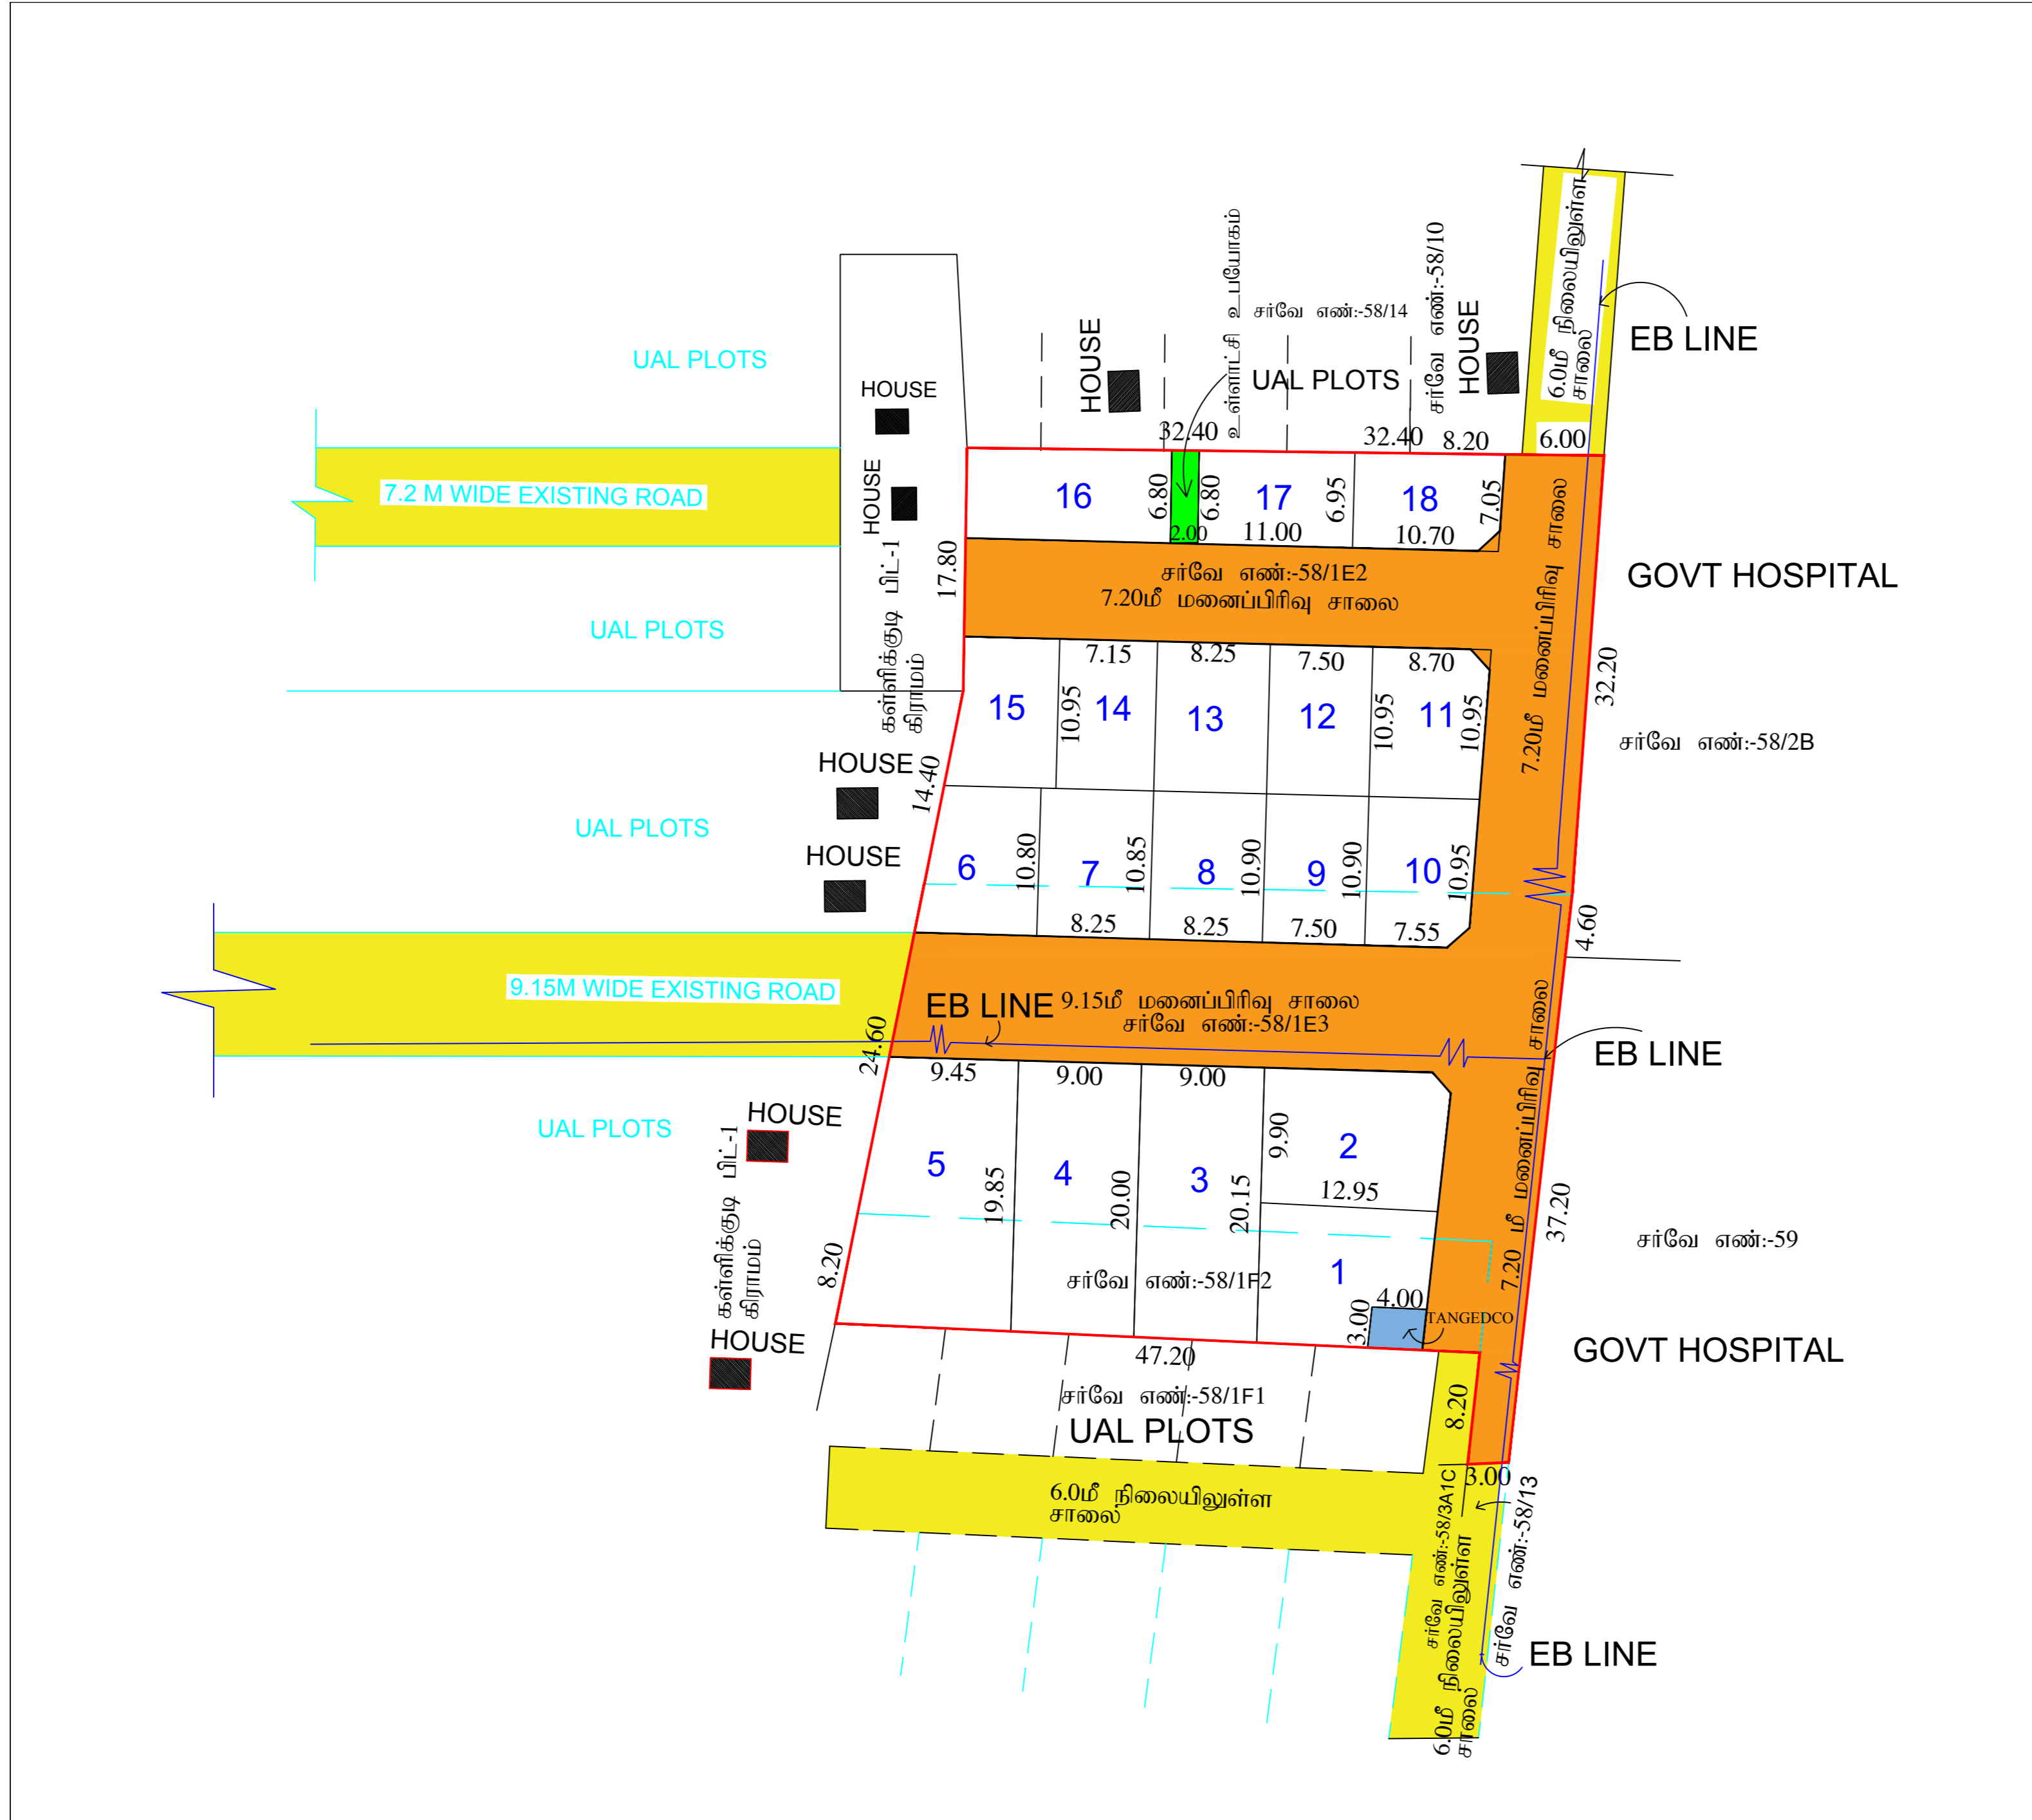 6.0மீ நிலையிலுள்ள
சாலை
EB LINE
உள்ளாட்சி உபயோகம்
சர்வே எண்:-58/14
சர்வே எண்:-58/10
HOUSE
HOUSE
UAL PLOTS
UAL PLOTS
HOUSE
32.40
32.40
8.20
6.00
7.2 M WIDE EXISTING ROAD
HOUSE
16
6.80
6.80
2.00
17
11.00
6.95
18
10.70
7.05
கள்ளிக்குடி பிட்-1
கிராமம்
17.80
சர்வே எண்:-58/1E2
7.20மீ மனைப்பிரிவு சாலை
7.20மீ மனைப்பிரிவு சாலை
GOVT HOSPITAL
UAL PLOTS
7.15
8.25
7.50
8.70
32.20
15
10.95
14
13
12
10.95
11
10.95
சர்வே எண்:-58/2B
HOUSE
14.40
UAL PLOTS
HOUSE
6
10.80
7
10.85
8
10.90
9
10.90
10
10.95
8.25
8.25
7.50
7.55
4.60
9.15M WIDE EXISTING ROAD
EB LINE
9.15மீ மனைப்பிரிவு சாலை
சர்வே எண்:-58/1E3
EB LINE
24.60
9.45
9.00
9.00
UAL PLOTS
HOUSE
கள்ளிக்குடி பிட்-1
கிராமம்
5
19.85
4
20.00
3
20.15
9.90
2
12.95
7.20 மீ மனைப்பிரிவு சாலை
37.20
சர்வே எண்:-59
8.20
சர்வே எண்:-58/1F2
1
4.00
3.00
TANGEDCO
HOUSE
47.20
GOVT HOSPITAL
சர்வே எண்:-58/1F1
UAL PLOTS
8.20
3.00
6.0மீ நிலையிலுள்ள
சாலை
சர்வே எண்:-58/3A1C
6.0மீ நிலையிலுள்ள
சாலை
சர்வே எண்:-58/13
EB LINE